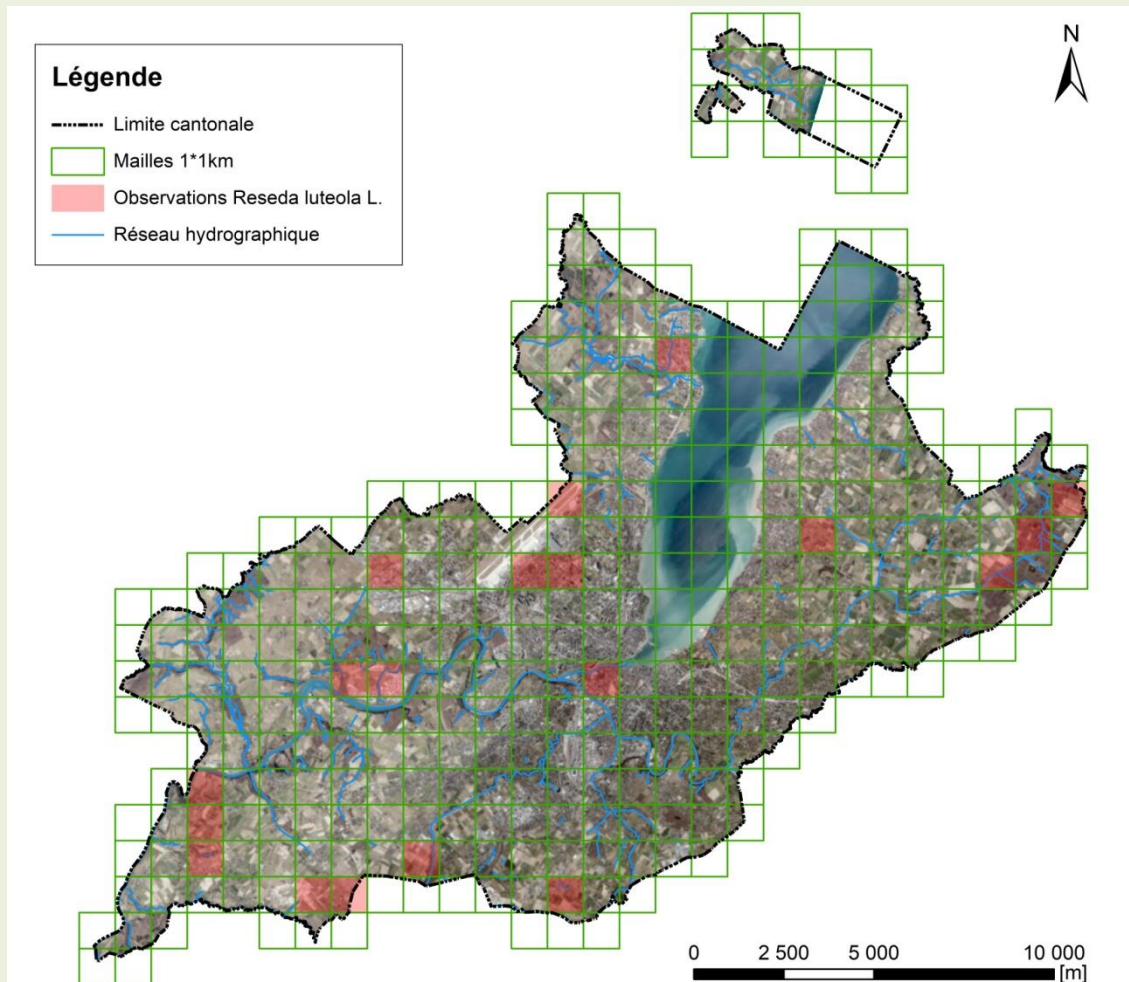 Légende
Limite cantonale
Mailles 1*1km
Observations Reseda luteola L.
Réseau hydrographique
N
0 2 500 5 000 10 000
[m]